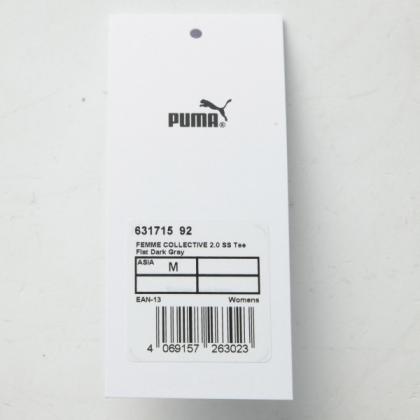 PUMA®
631715 92
FEMME COLLECTIVE 2.0 SS Tee
Flat Dark Gray
ASIA M
EAN-13 Womens
4 069157 263023